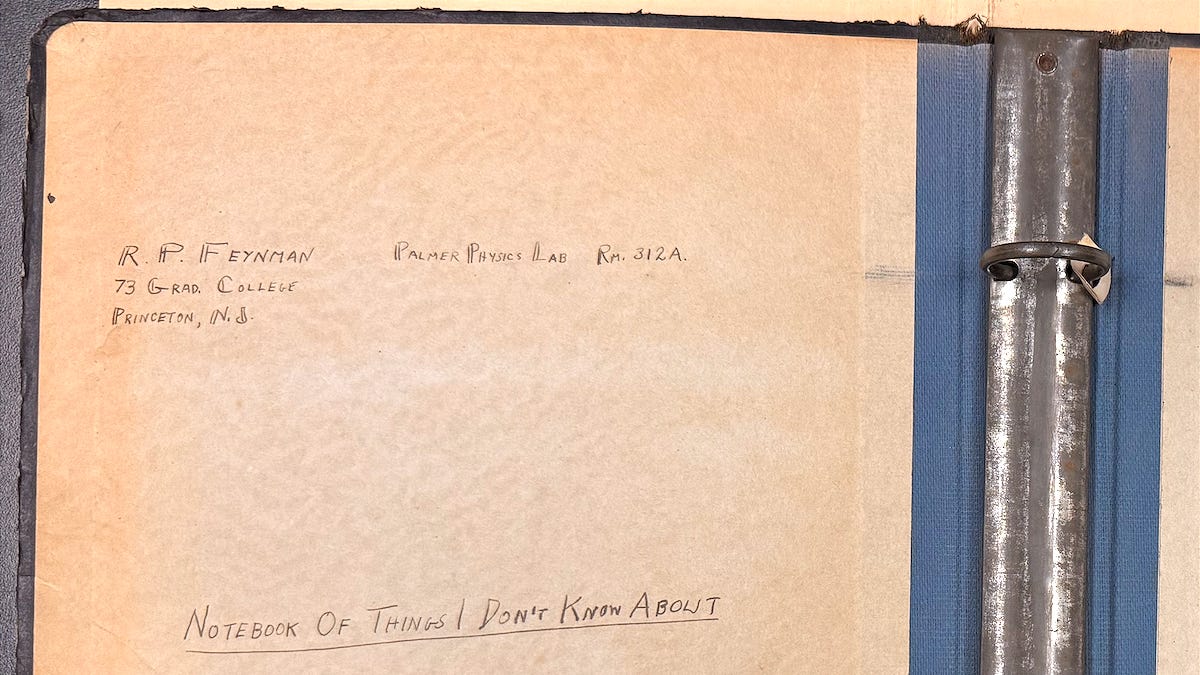 R. P. FEYNMAN PALMER PHYSICS LAB RM. 312A.
73 GRAD. COLLEGE
PRINCETON, N.J.
NOTEBOOK OF THINGS I DON'T KNOW ABOUT